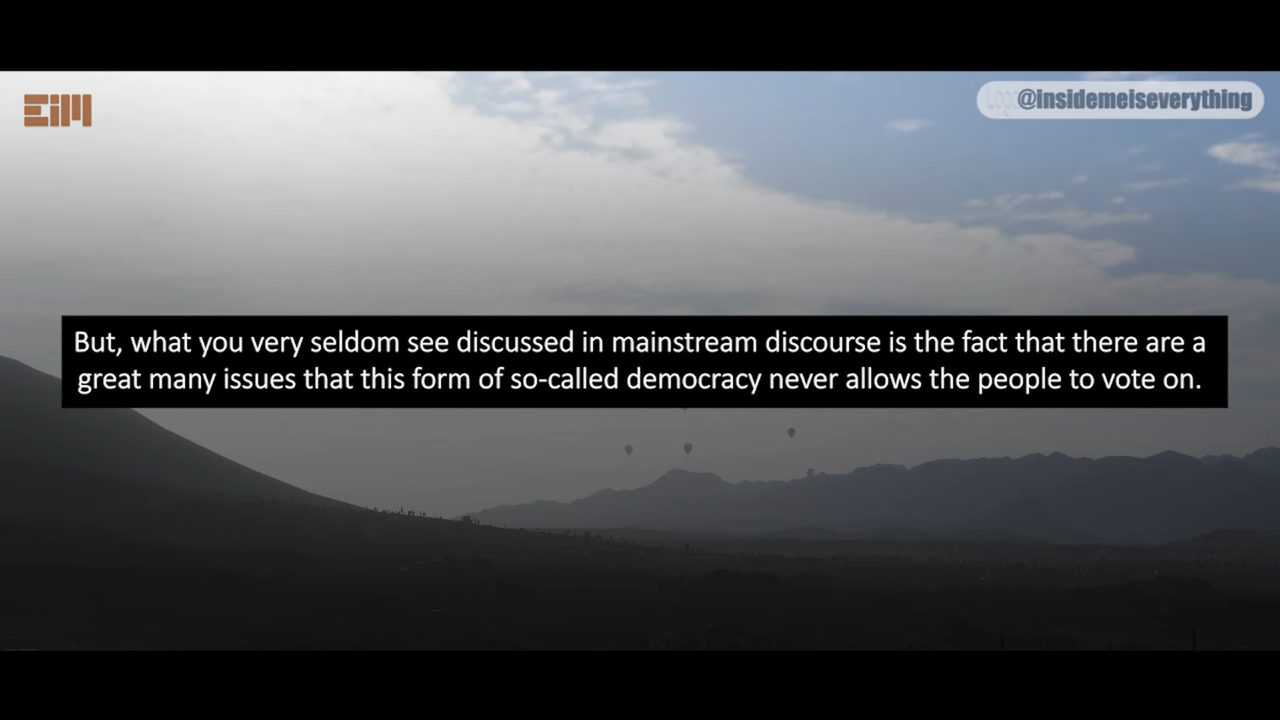 EiM
@insidemeiseverything
But, what you very seldom see discussed in mainstream discourse is the fact that there are a
great many issues that this form of so-called democracy never allows the people to vote on.